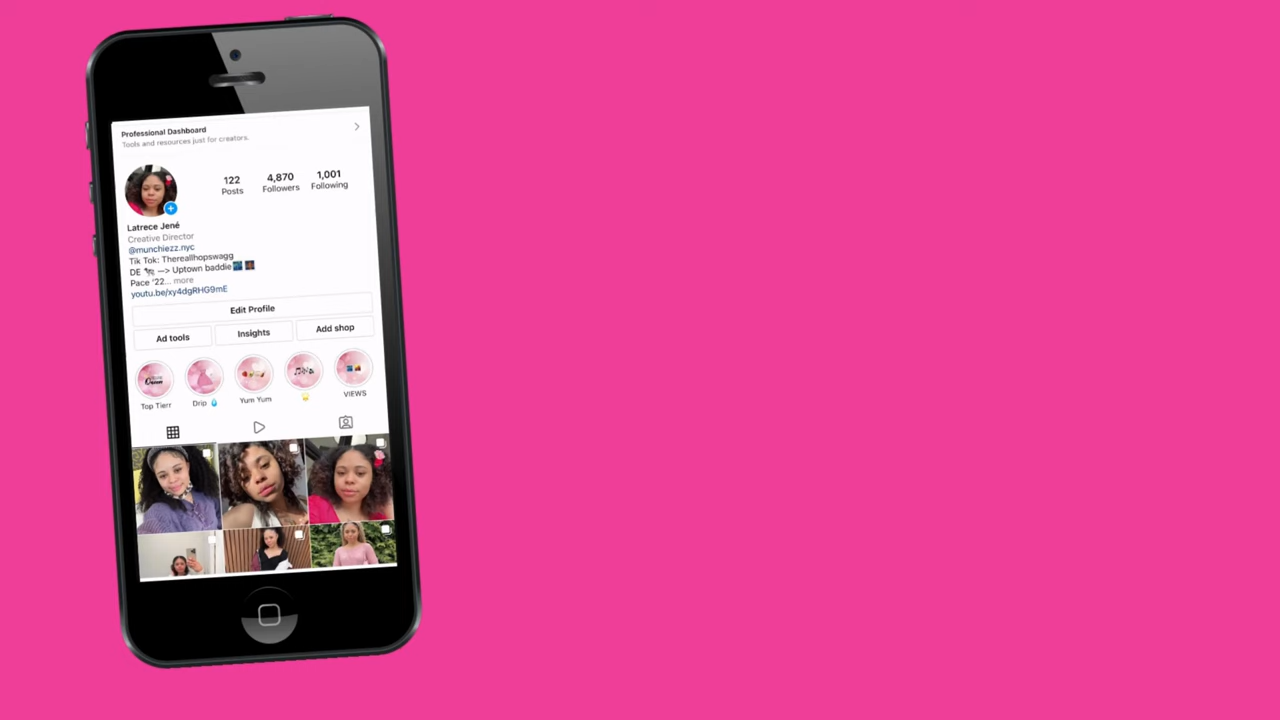 Professional Dashboard
Tools and resources just for creators.
122 4,870 1,001
Posts Followers Following
Latrece Jené
Creative Director
@munchiezz.nyc
Tik Tok: Thereallhopswagg
DE —> Uptown baddie
Pace '22... more
youtu.be/xy4dgRHG9mE
Edit Profile
Ad tools Insights Add shop
Top Tierr Drip Yum Yum VIEWS